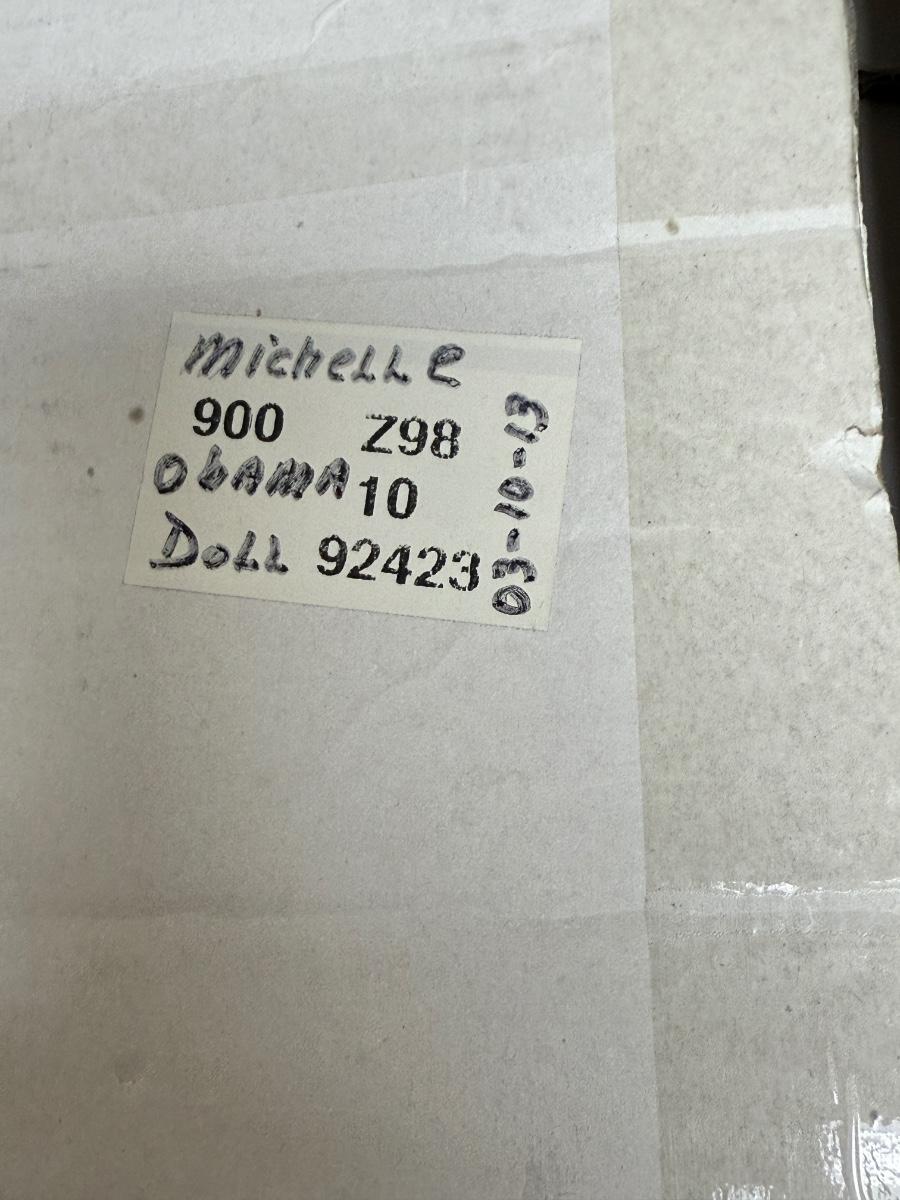 Michelle
900 Z98
Obama 10
Doll 92423
03-10-13